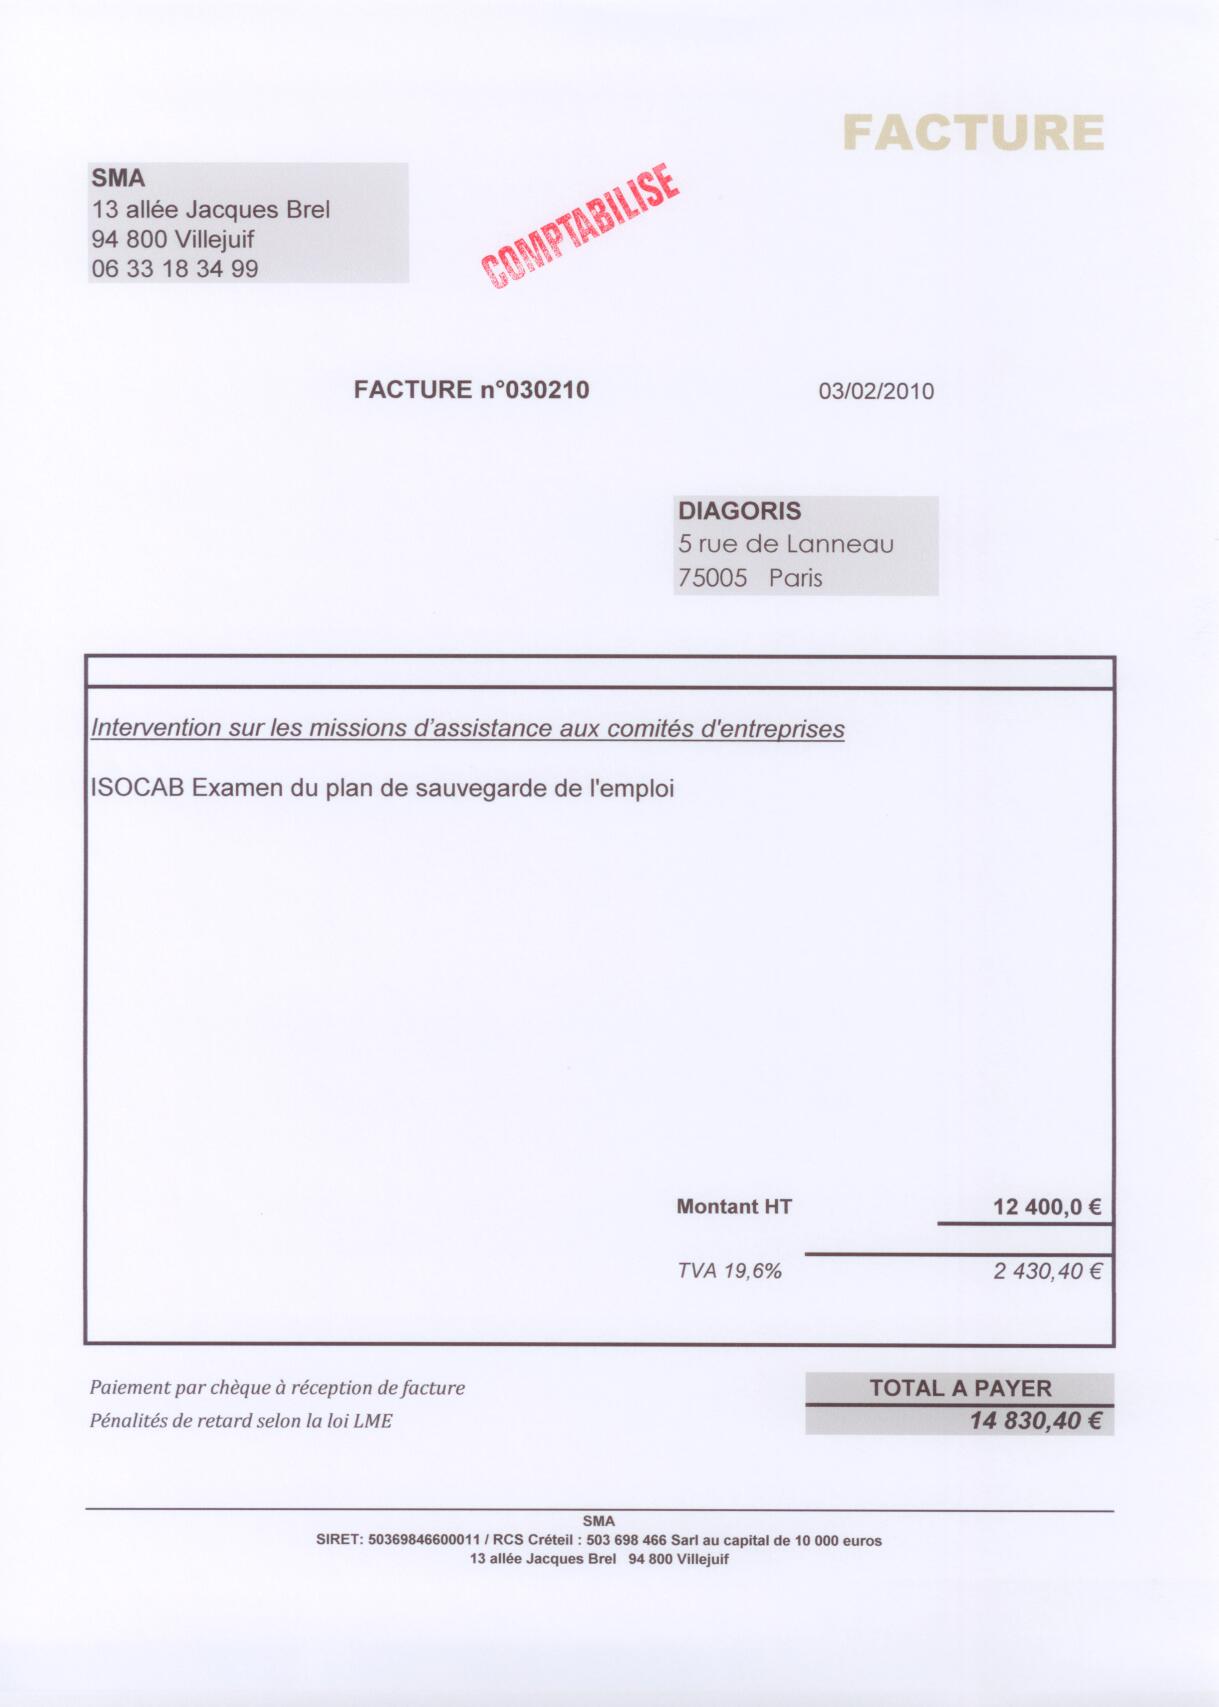 FACTURE
SMA
13 allée Jacques Brel
94 800 Villejuif
06 33 18 34 99
COMPTABILISE
FACTURE n°030210 03/02/2010
DIAGORIS
5 rue de Lanneau
75005 Paris
Intervention sur les missions d’assistance aux comités d'entreprises
ISOCAB Examen du plan de sauvegarde de l'emploi
Montant HT 12 400,0 €
TVA 19,6% 2 430,40 €
Paiement par chèque à réception de facture
Pénalités de retard selon la loi LME
TOTAL A PAYER
14 830,40 €
SMA
SIRET: 50369846600011 / RCS Créteil : 503 698 466 Sarl au capital de 10 000 euros
13 allée Jacques Brel 94 800 Villejuif